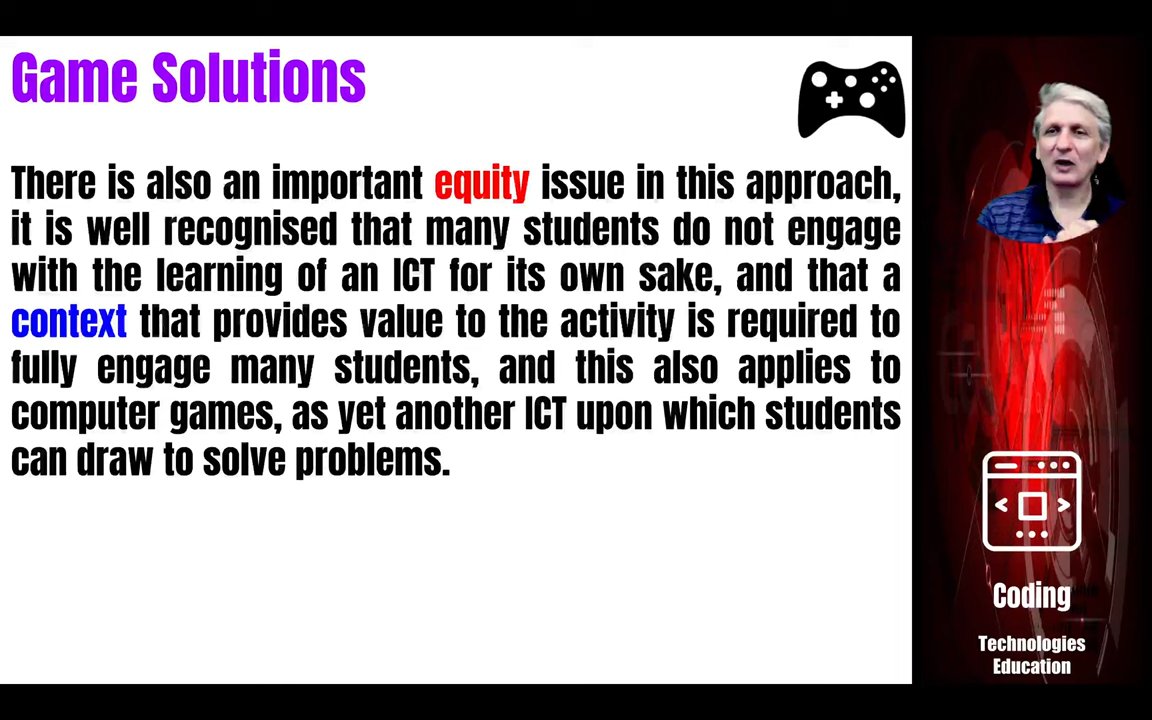 Game Solutions
There is also an important equity issue in this approach,
it is well recognised that many students do not engage
with the learning of an ICT for its own sake, and that a
context that provides value to the activity is required to
fully engage many students, and this also applies to
computer games, as yet another ICT upon which students
can draw to solve problems.
Coding
Technologies
Education